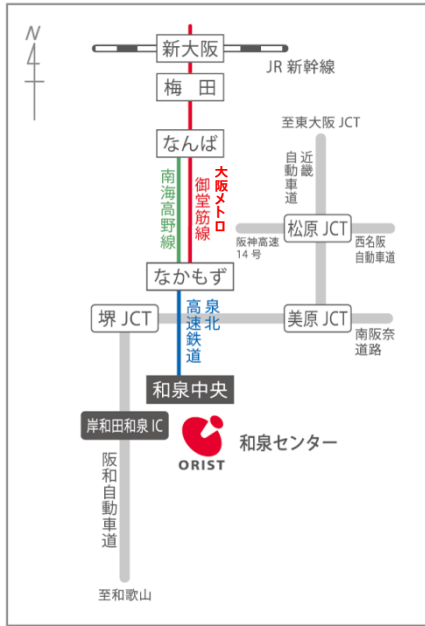 N
新大阪
JR 新幹線
梅 田
至東大阪 JCT
なんば
近畿
自動車道
南海高野線
大阪メトロ
御堂筋線
松原 JCT
阪神高速
14 号
西名阪
自動車道
なかもず
泉北
高速鉄道
堺 JCT
美原 JCT
南阪奈
道路
和泉中央
岸和田和泉 IC
和泉センター
ORIST
阪和自動車道
至和歌山